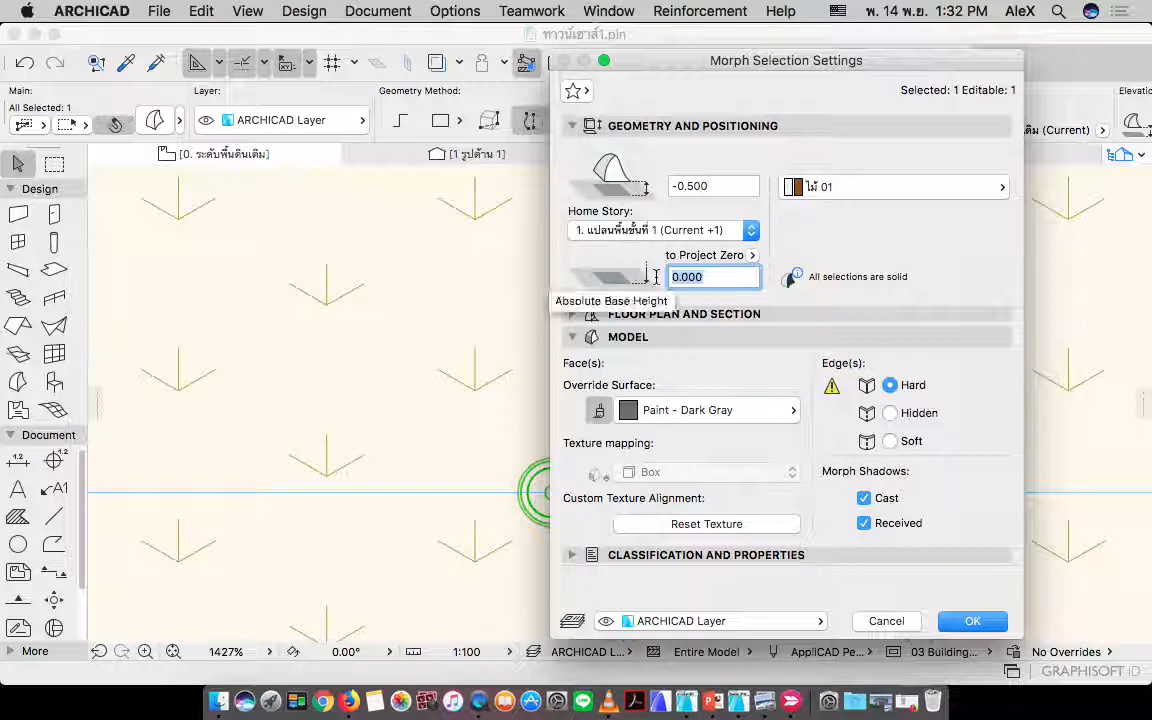 ARCHICAD File Edit View Design Document Options Teamwork Window Reinforcement Help พ. 14 พ.ย. 1:32 PM AleX
ทาวน์เฮาส์1.pln
Morph Selection Settings
Main:
Layer:
Geometry Method:
Selected: 1 Editable: 1
Elevatio
All Selected: 1
ARCHICAD Layer
GEOMETRY AND POSITIONING
(Current)
[0. ระดับพื้นดินเดิม]
[1 รูปด้าน 1]
Design
-0.500
ไม้ 01
Home Story:
1. แปลนพื้นชั้นที่ 1 (Current +1)
to Project Zero
0.000
All selections are solid
Absolute Base Height
FLOOR PLAN AND SECTION
MODEL
Face(s):
Edge(s):
Override Surface:
Hard
Paint - Dark Gray
Hidden
Document
Texture mapping:
Soft
Box
Morph Shadows:
1.2
1.2
A
A1
Custom Texture Alignment:
Cast
Reset Texture
Received
CLASSIFICATION AND PROPERTIES
ARCHICAD Layer
Cancel
OK
More
1427%
0.00°
1:100
ARCHICAD L...
Entire Model
AppliCAD Pe...
03 Building...
No Overrides
GRAPHISOFT ID